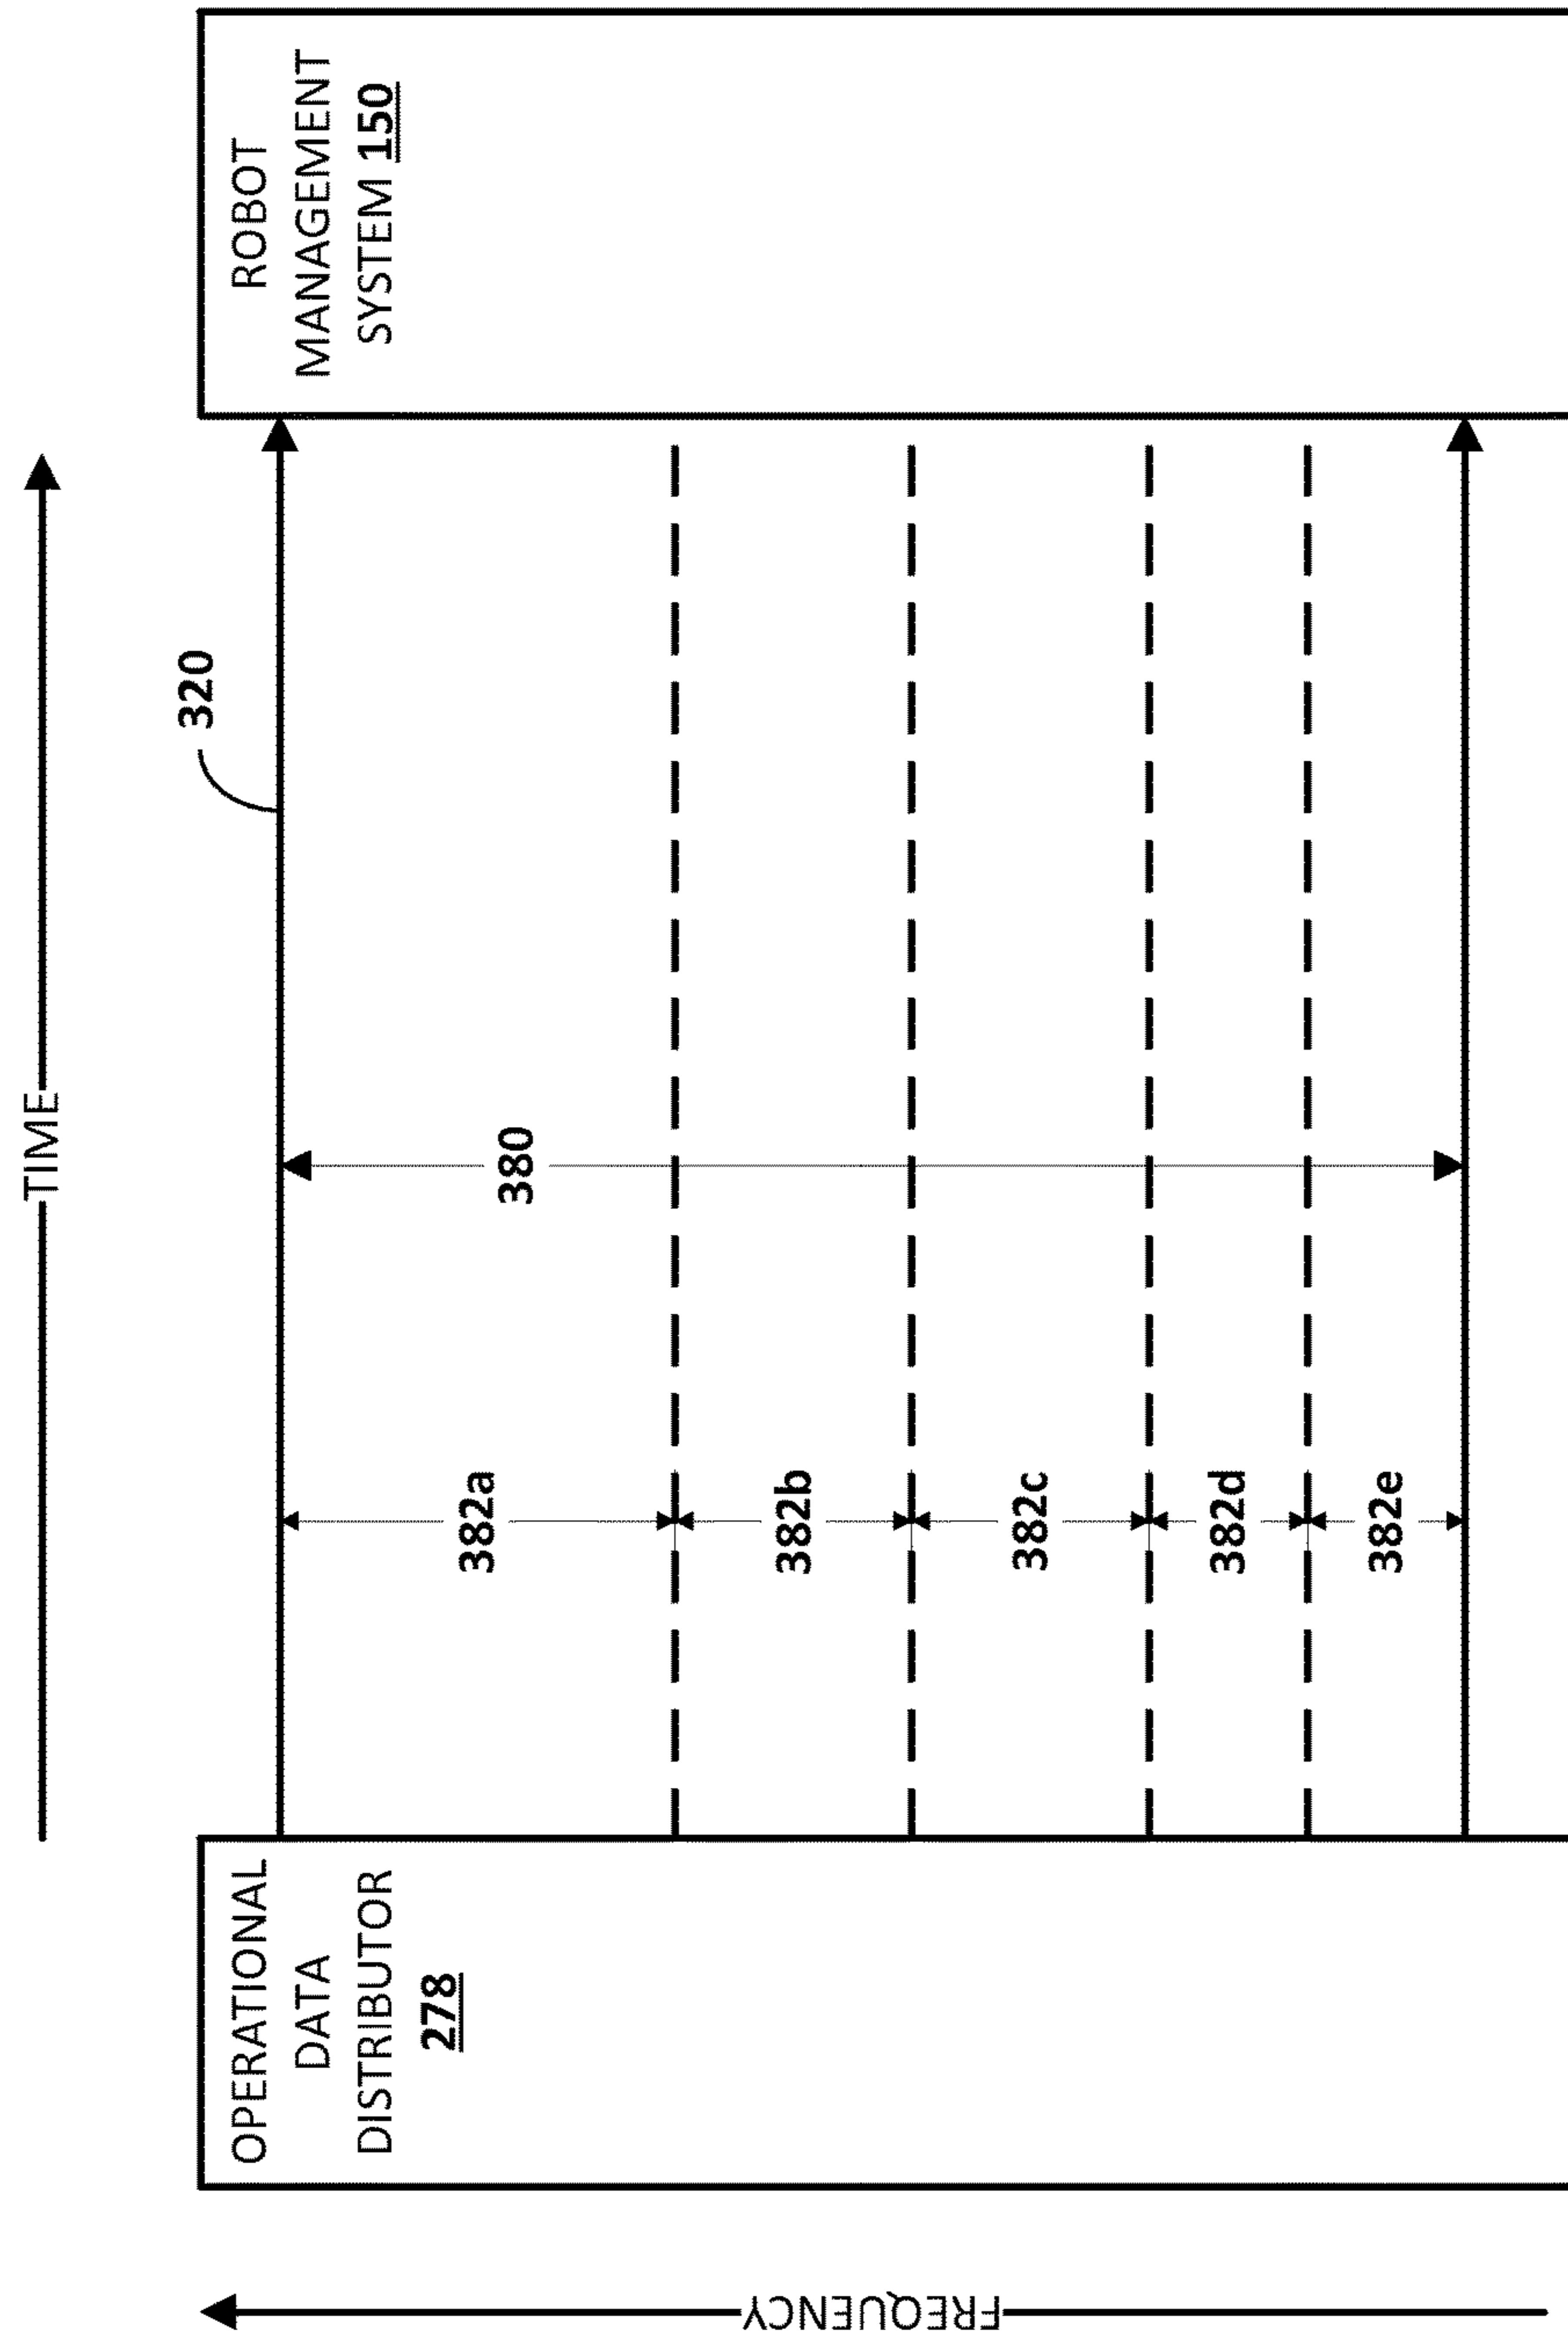 TIME
FREQUENCY
OPERATIONAL
DATA
DISTRIBUTOR
278
320
380
382a
382b
382c
382d
382e
ROBOT
MANAGEMENT
SYSTEM 150